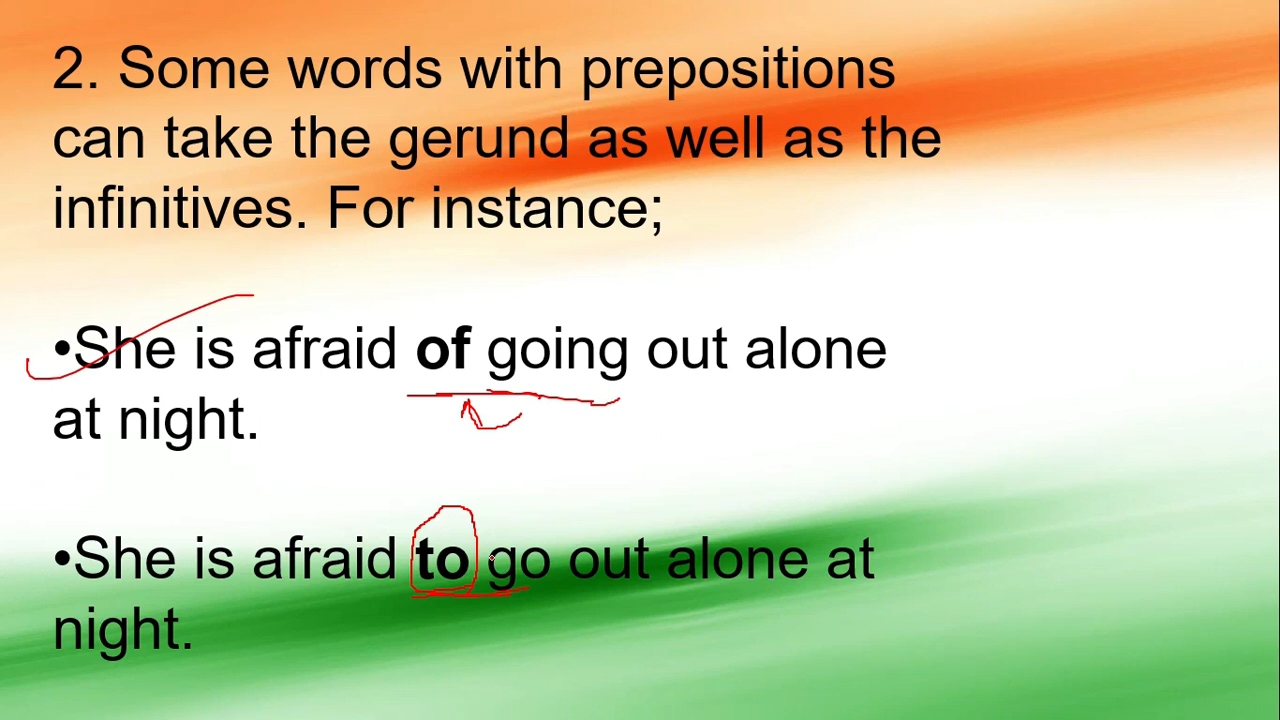 2. Some words with prepositions
can take the gerund as well as the
infinitives. For instance;
•She is afraid of going out alone
at night.
•She is afraid to go out alone at
night.